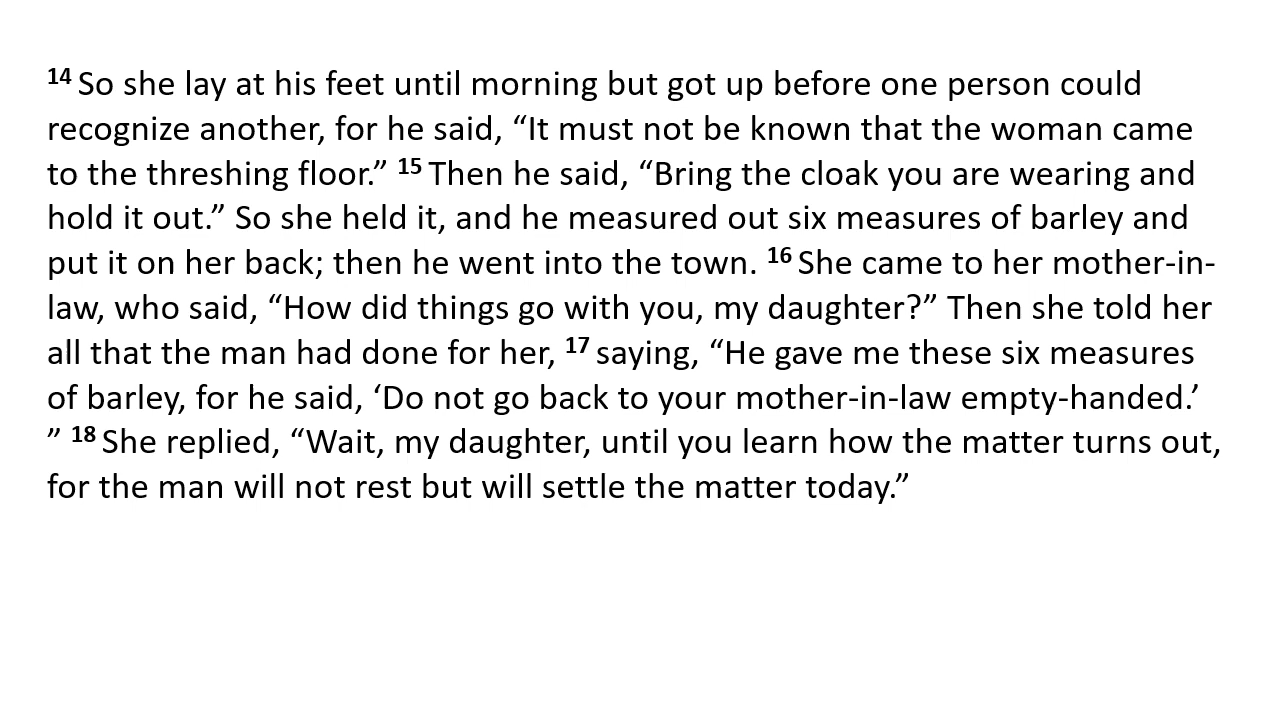 14 So she lay at his feet until morning but got up before one person could
recognize another, for he said, “It must not be known that the woman came
to the threshing floor.” 15 Then he said, “Bring the cloak you are wearing and
hold it out.” So she held it, and he measured out six measures of barley and
put it on her back; then he went into the town. 16 She came to her mother-in-
law, who said, “How did things go with you, my daughter?” Then she told her
all that the man had done for her, 17 saying, “He gave me these six measures
of barley, for he said, ‘Do not go back to your mother-in-law empty-handed.’
” 18 She replied, “Wait, my daughter, until you learn how the matter turns out,
for the man will not rest but will settle the matter today.”